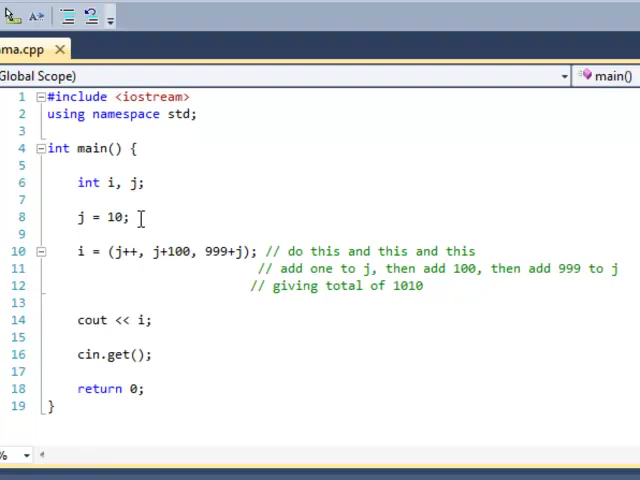 ma.cpp
Global Scope)
main()
1 #include <iostream>
2 using namespace std;
3
4 int main() {
5
6 int i, j;
7
8 j = 10;
9
10 i = (j++, j+100, 999+j); // do this and this and this
11 // add one to j, then add 100, then add 999 to j
12 // giving total of 1010
13
14 cout << i;
15
16 cin.get();
17
18 return 0;
19 }
%